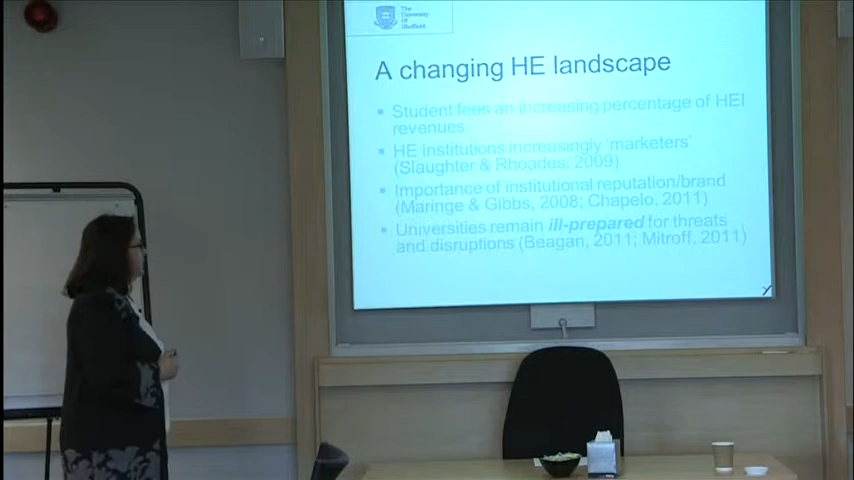 The
University
Of
Sheffield.
A changing HE landscape
Student fees an increasing percentage of HEI
revenues
HE institutions increasingly 'marketers'
(Slaughter & Rhoades. 2009)
Importance of institutional reputation/brand
(Maringe & Gibbs, 2008; Chapelo, 2011)
Universities remain ill-prepared for threats
and disruptions (Beagan, 2011; Mitroff, 2011)